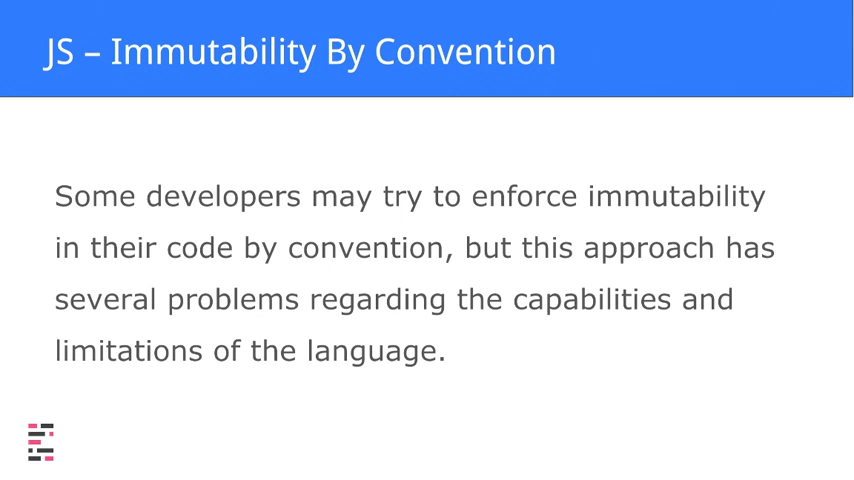 JS – Immutability By Convention
Some developers may try to enforce immutability
in their code by convention, but this approach has
several problems regarding the capabilities and
limitations of the language.